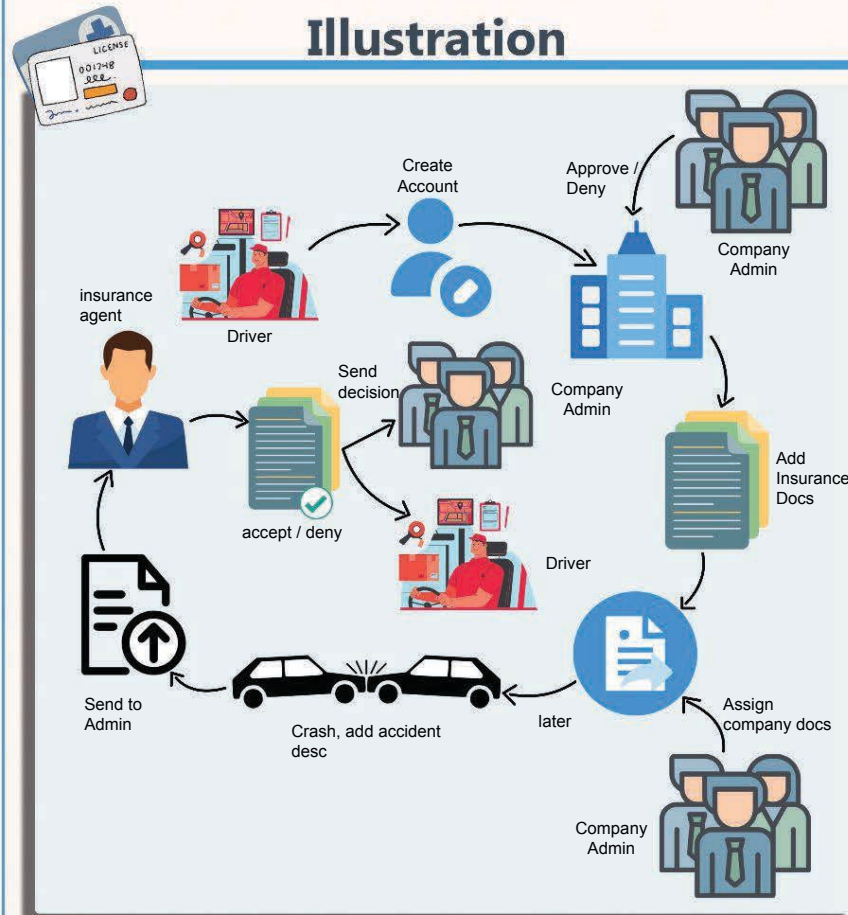 Illustration
LICENSE
001748
Create
Account
Approve /
Deny
Company
Admin
Driver
insurance
agent
Send
decision
Company
Admin
Add
Insurance
Docs
accept / deny
Driver
Send to
Admin
Crash, add accident
desc
later
Assign
company docs
Company
Admin